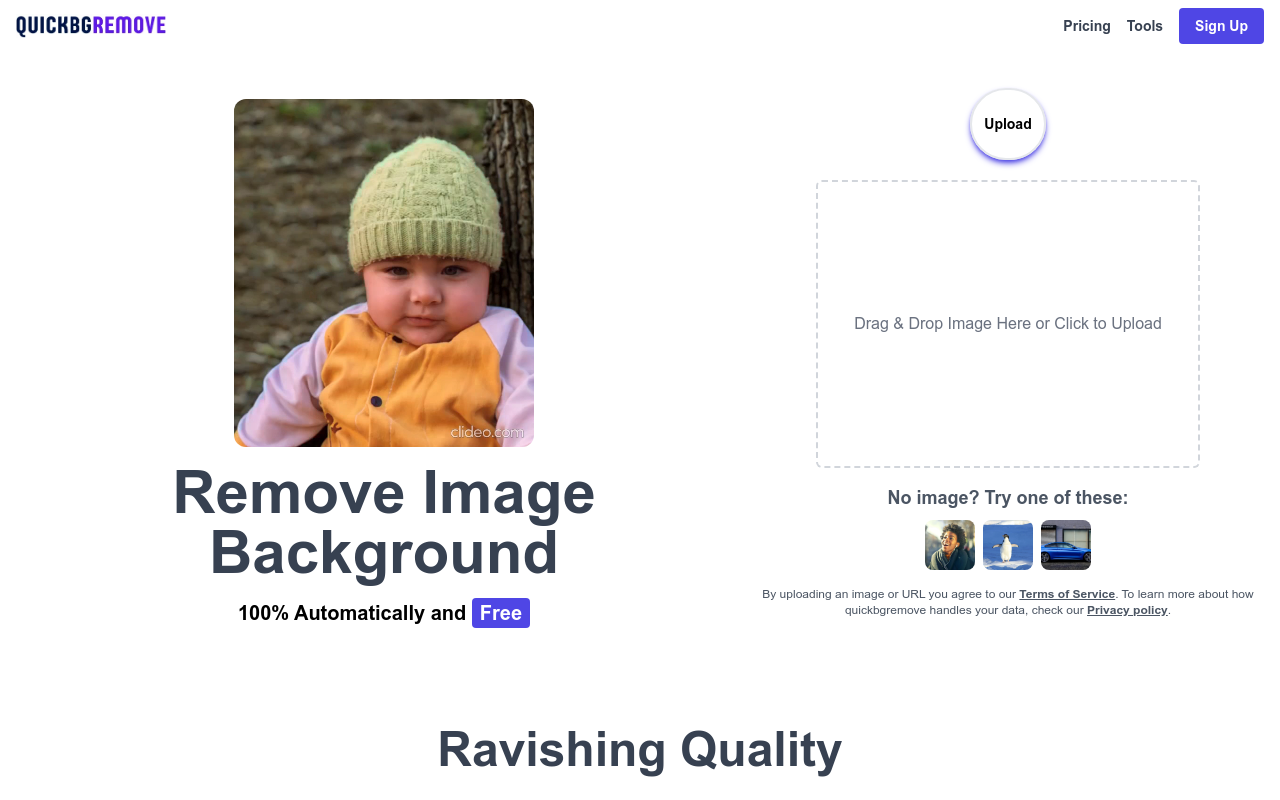 QUICKBGREMOVE
Pricing
Tools
Sign Up
clideo.com
Remove Image
Background
100% Automatically and Free
Upload
Drag & Drop Image Here or Click to Upload
No image? Try one of these:
By uploading an image or URL you agree to our Terms of Service. To learn more about how
quickbgremove handles your data, check our Privacy policy.
Ravishing Quality